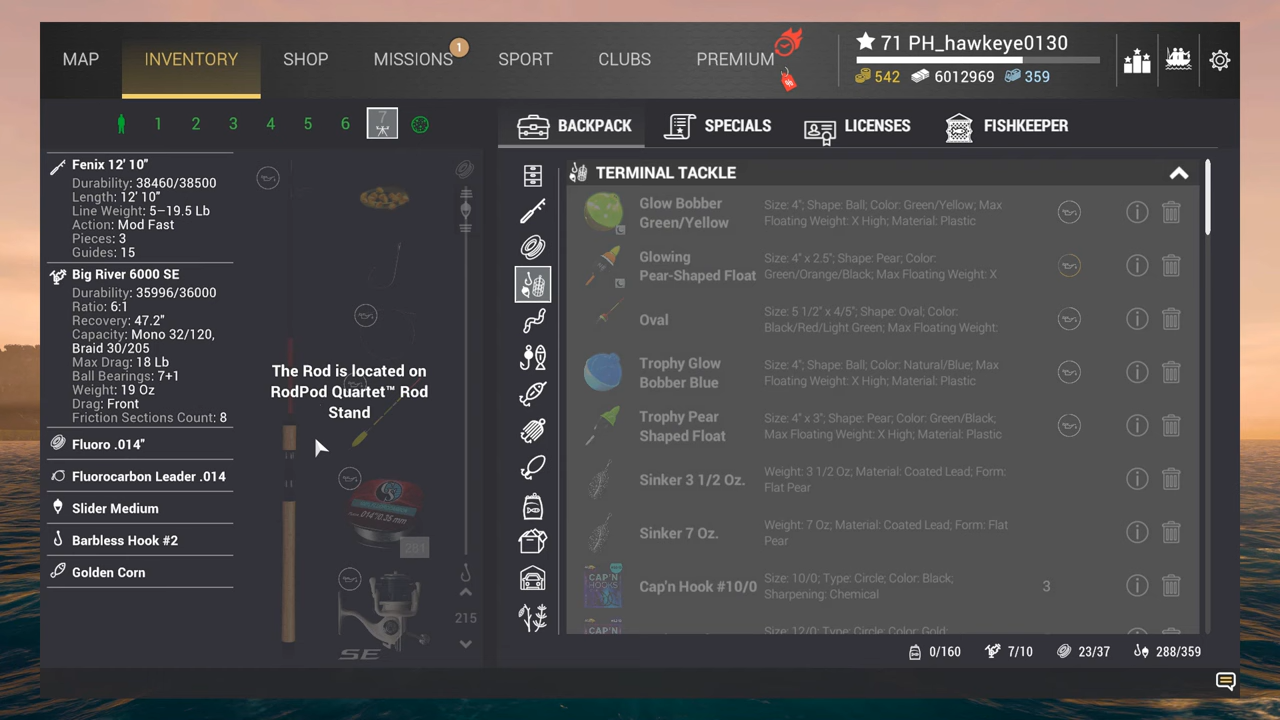 MAP
INVENTORY
SHOP
MISSIONS
1
SPORT
CLUBS
PREMIUM
%
71 PH_hawkeye0130
542
6012969
359
1
2
3
4
5
6
7
BACKPACK
SPECIALS
LICENSES
FISHKEEPER
Fenix 12' 10"
Durability: 38460/38500
Length: 12' 10"
Line Weight: 5–19.5 Lb
Action: Mod Fast
Pieces: 3
Guides: 15
Big River 6000 SE
Durability: 35996/36000
Ratio: 6:1
Recovery: 47.2"
Capacity: Mono 32/120,
Braid 30/205
Max Drag: 18 Lb
Ball Bearings: 7+1
Weight: 19 Oz
Drag: Front
Friction Sections Count: 8
Fluoro .014"
Fluorocarbon Leader .014
Slider Medium
Barbless Hook #2
Golden Corn
The Rod is located on
RodPod Quartet™ Rod
Stand
281
215
SE
TERMINAL TACKLE
Glow Bobber
Green/Yellow
Size: 4"; Shape: Ball; Color: Green/Yellow; Max
Floating Weight: X High; Material: Plastic
Glowing
Pear-Shaped Float
Size: 4" x 2.5"; Shape: Pear; Color:
Green/Orange/Black; Max Floating Weight: X
Oval
Size: 5 1/2" x 4/5"; Shape: Oval; Color:
Black/Red/Light Green; Max Floating Weight:
Trophy Glow
Bobber Blue
Size: 4"; Shape: Ball; Color: Natural/Blue; Max
Floating Weight: X High; Material: Plastic
Trophy Pear
Shaped Float
Size: 4" x 3"; Shape: Pear; Color: Green/Black,
Max Floating Weight: X High; Material: Plastic
Sinker 3 1/2 Oz.
Weight: 3 1/2 Oz; Material: Coated Lead; Form:
Flat Pear
Sinker 7 Oz.
Weight: 7 Oz; Material: Coated Lead; Form: Flat
Pear
CAP'N
HOOKS
Cap'n Hook #10/0
Size: 10/0; Type: Circle, Color: Black;
Sharpening: Chemical
3
CAP'N
Size: 12/0; Type: Circle; Color: Gold;
0/160
7/10
23/37
288/359